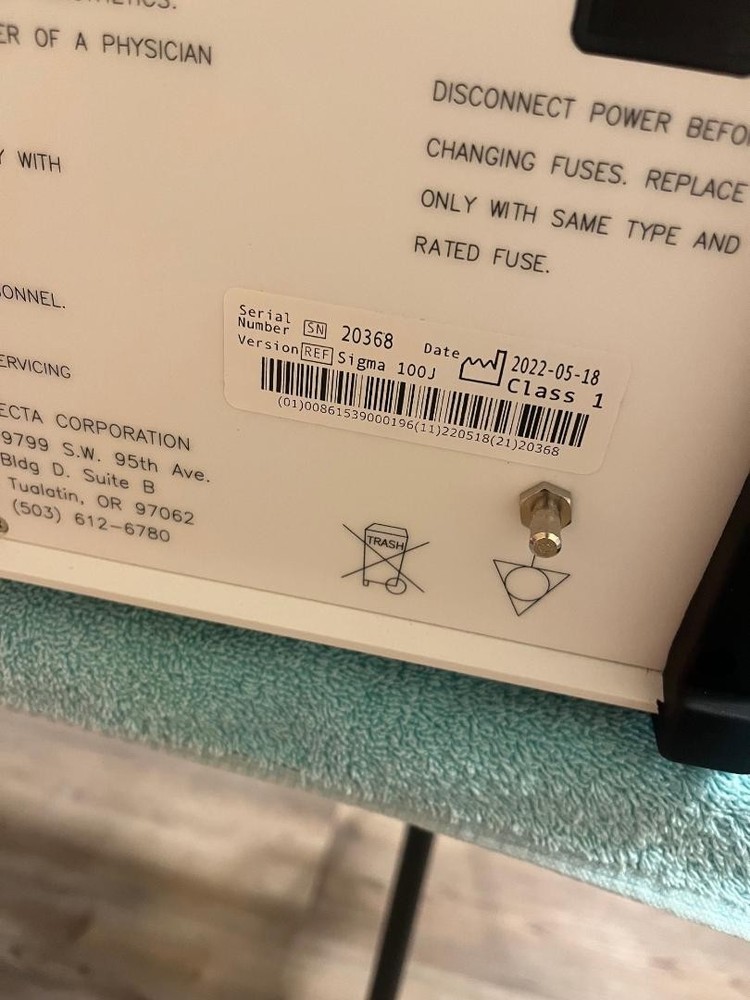 ER OF A PHYSICIAN
WITH
ONNEL.
ERVICING
ECTA CORPORATION
9799 S.W. 95th Ave.
Bldg D. Suite B
Tualatin, OR 97062
(503) 612-6780
DISCONNECT POWER BEFO
CHANGING FUSES. REPLACE
ONLY WITH SAME TYPE AND
RATED FUSE.
Serial
Number SN 20368 Date 2022-05-18
Version REF Sigma 100J Class 1
(01)00861539000196(11)220518(21)20368
TRASH